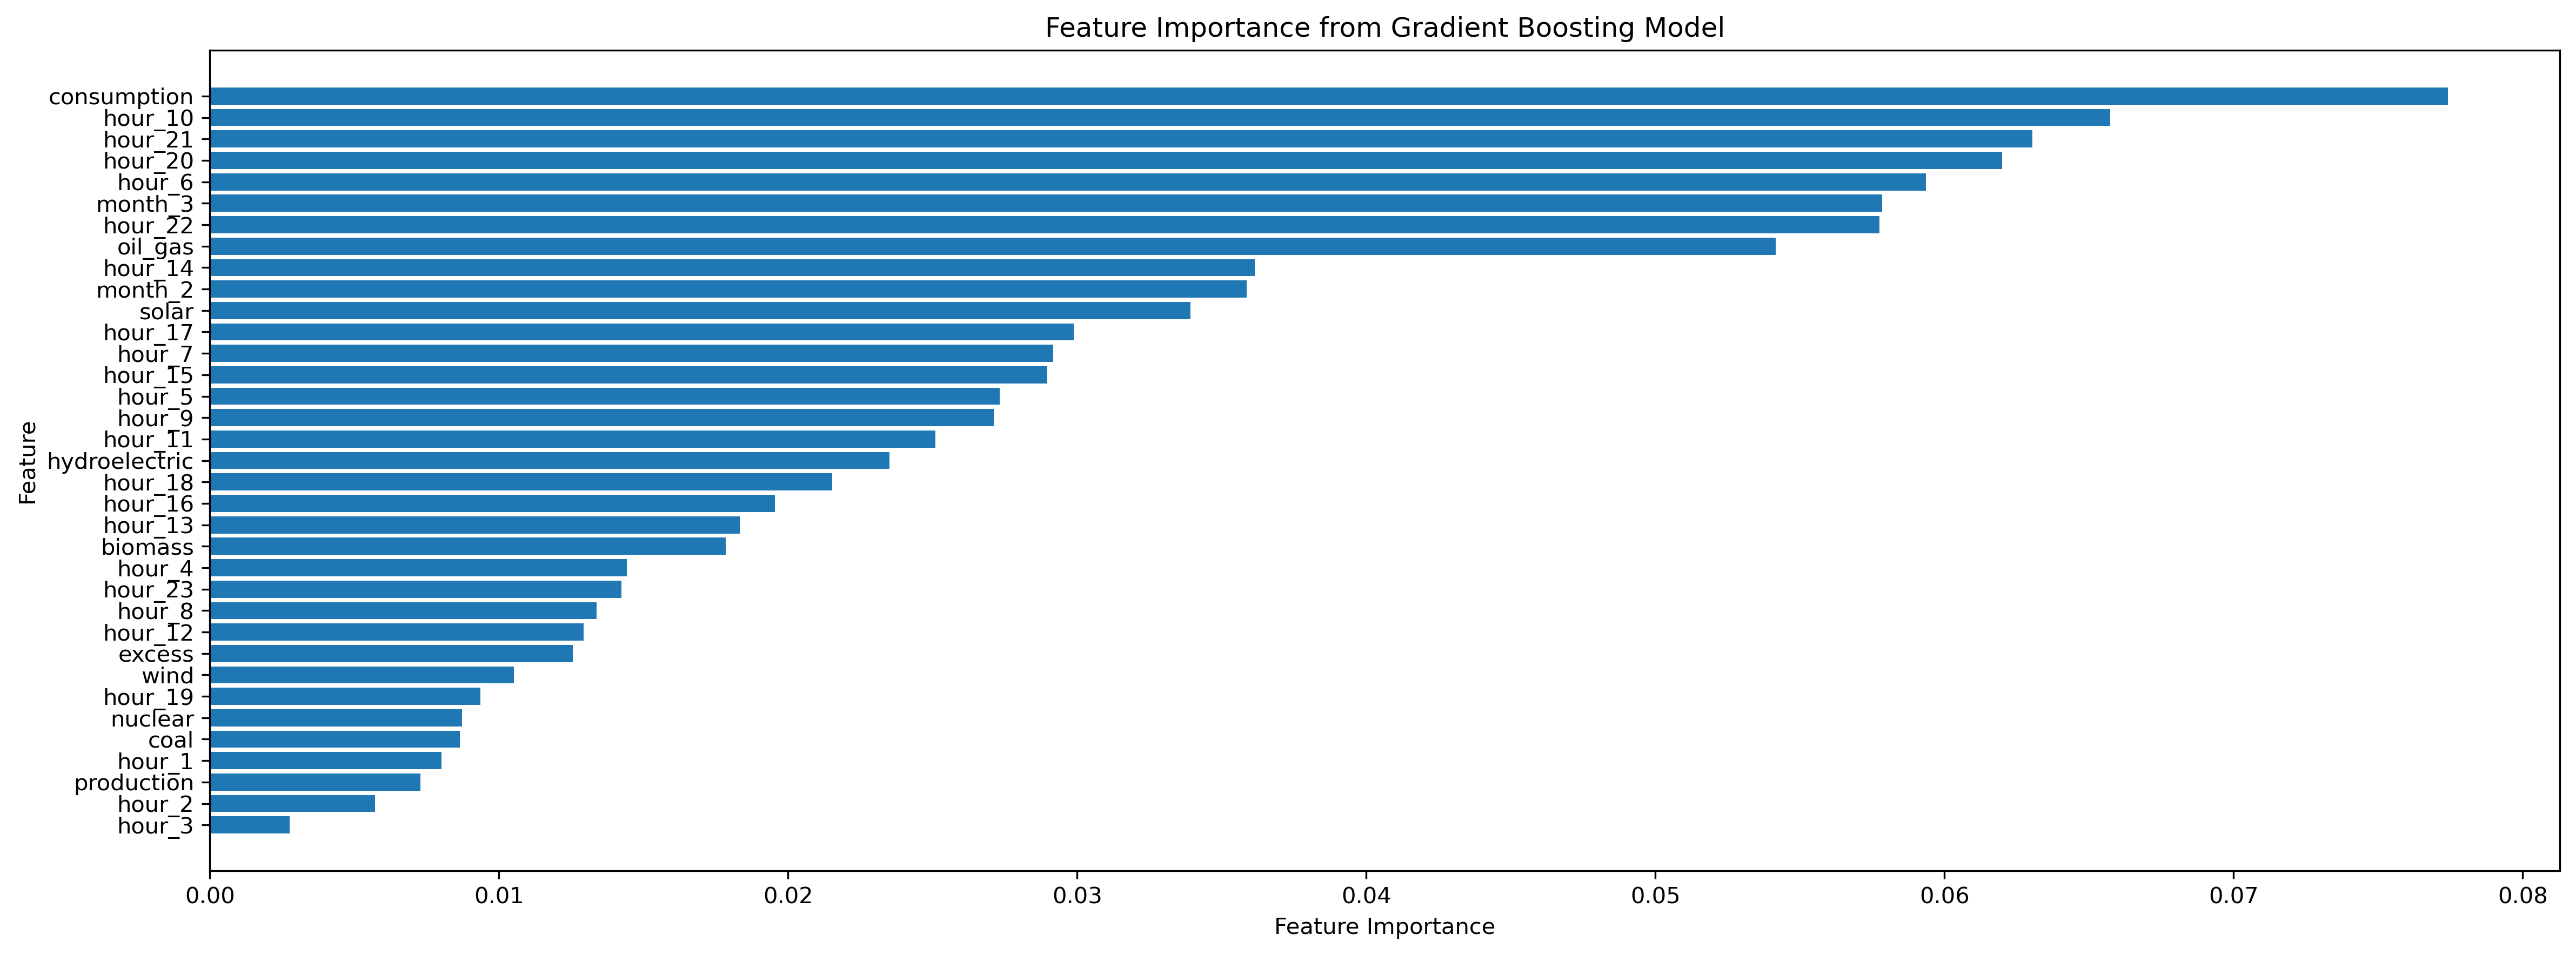 Feature Importance from Gradient Boosting Model
consumption
hour_10
hour_21
hour_20
hour_6
month_3
hour_22
oil_gas
hour_14
month_2
solar
hour_17
hour_7
hour_15
hour_5
hour_9
hour_11
hydroelectric
hour_18
hour_16
hour_13
biomass
hour_4
hour_23
hour_8
hour_12
excess
wind
hour_19
nuclear
coal
hour_1
production
hour_2
hour_3
Feature
0.00 0.01 0.02 0.03 0.04 0.05 0.06 0.07 0.08
Feature Importance